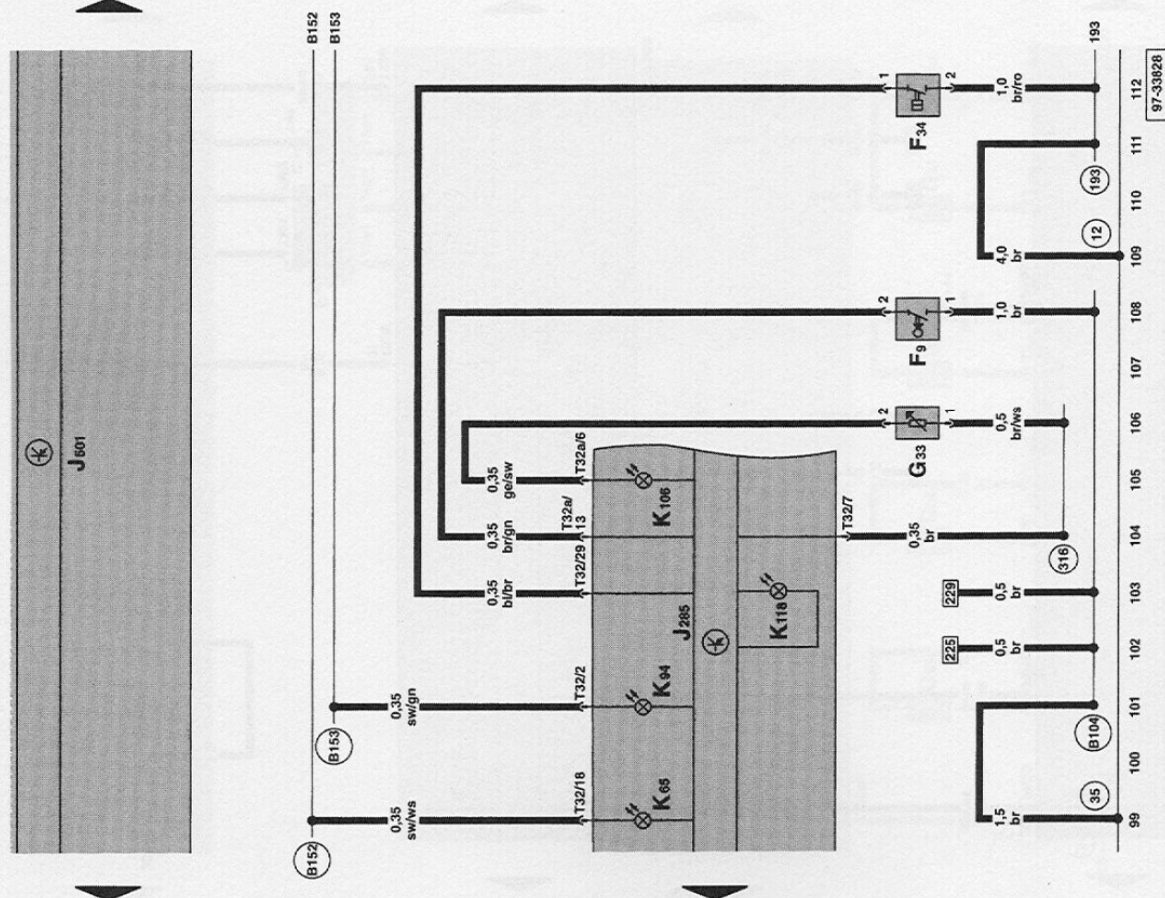 J501
B152
B153
B152
B153
0,35
sw/ws
0,35
sw/gn
0,35
bl/br
0,35
br/gn
0,35
ge/sw
T32/18
T32/2
T32/29
T32a/
13
T32a/6
K65
K94
K106
J285
K118
T32/7
0,35
br
G33
2
1
0,5
br/ws
F9
2
1
1,0
br
F34
1
2
1,0
br/ro
225
0,5
br
229
0,5
br
316
1,5
br
4,0
br
B104
193
193
35
12
99
100
101
102
103
104
105
106
107
108
109
110
111
112
97-33828